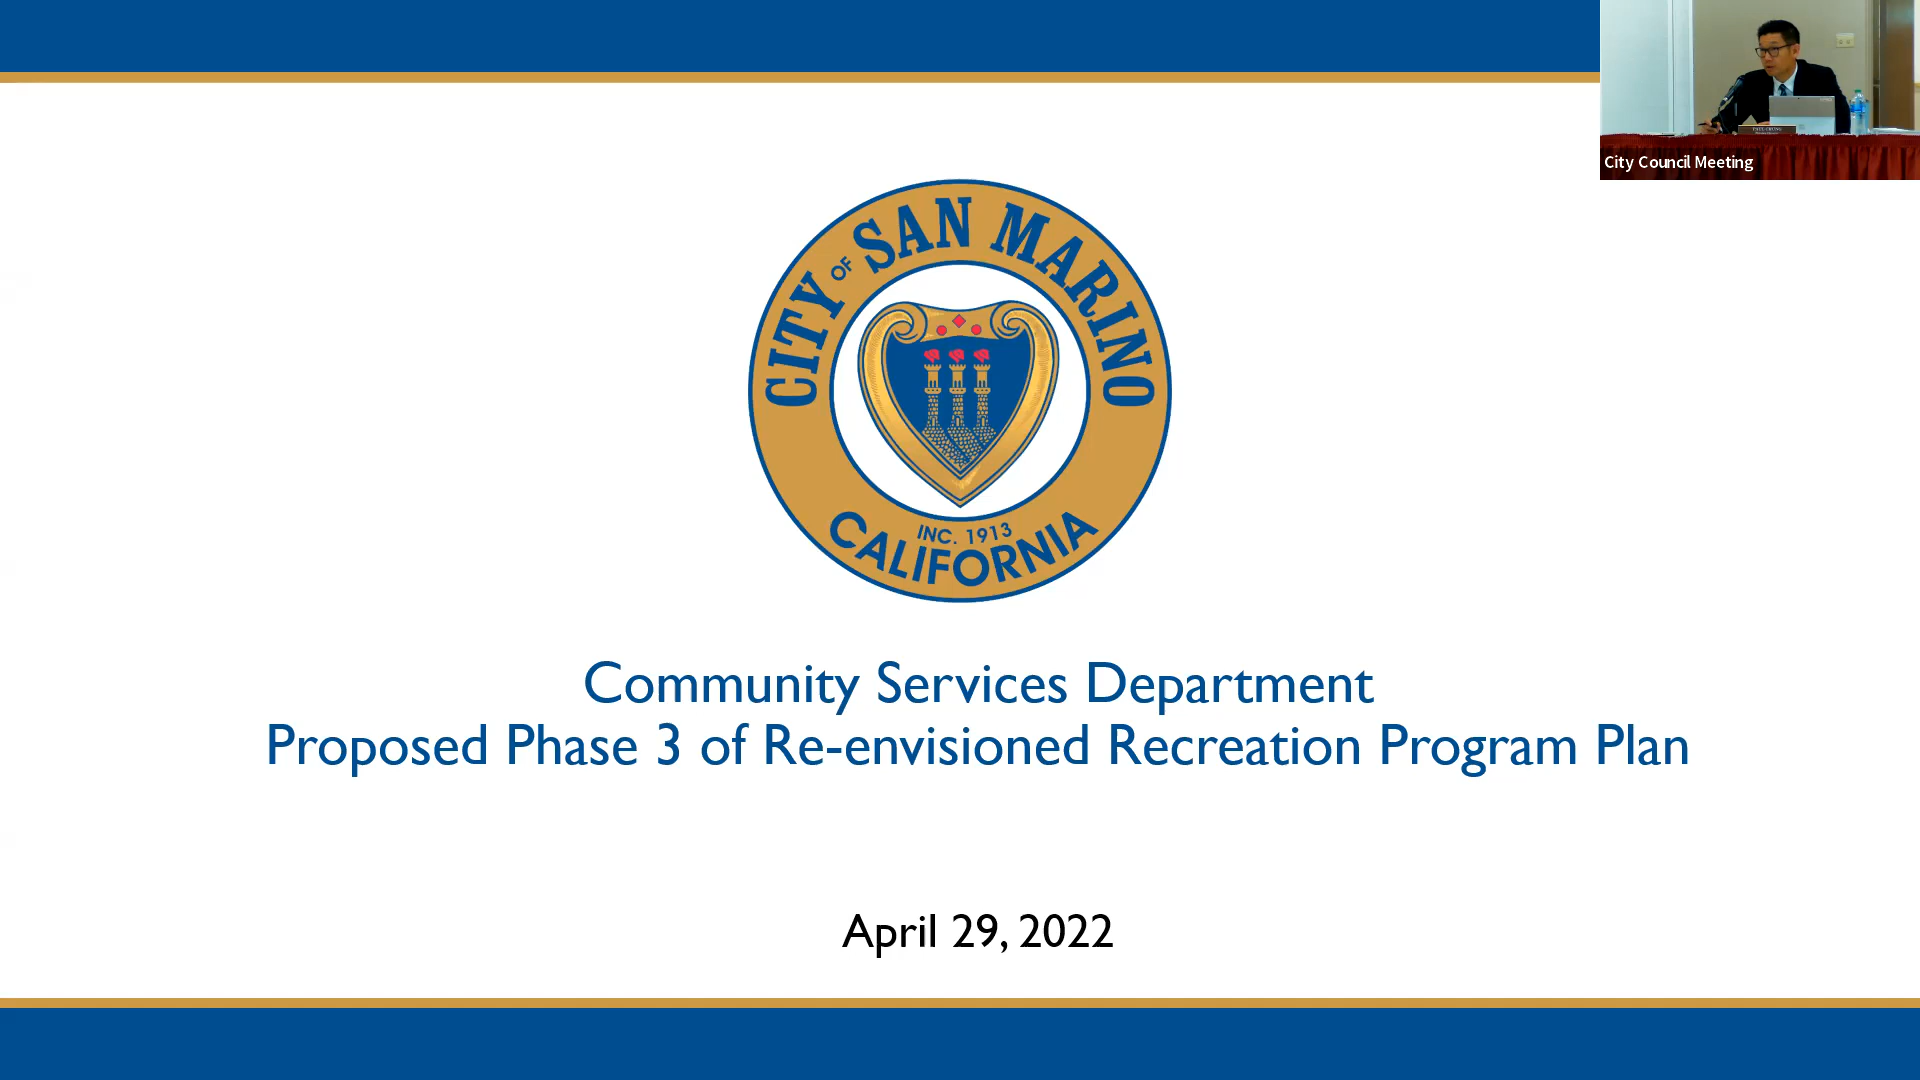 City Council Meeting
CITY OF SAN MARINO
INC. 1913
CALIFORNIA
Community Services Department
Proposed Phase 3 of Re-envisioned Recreation Program Plan
April 29, 2022